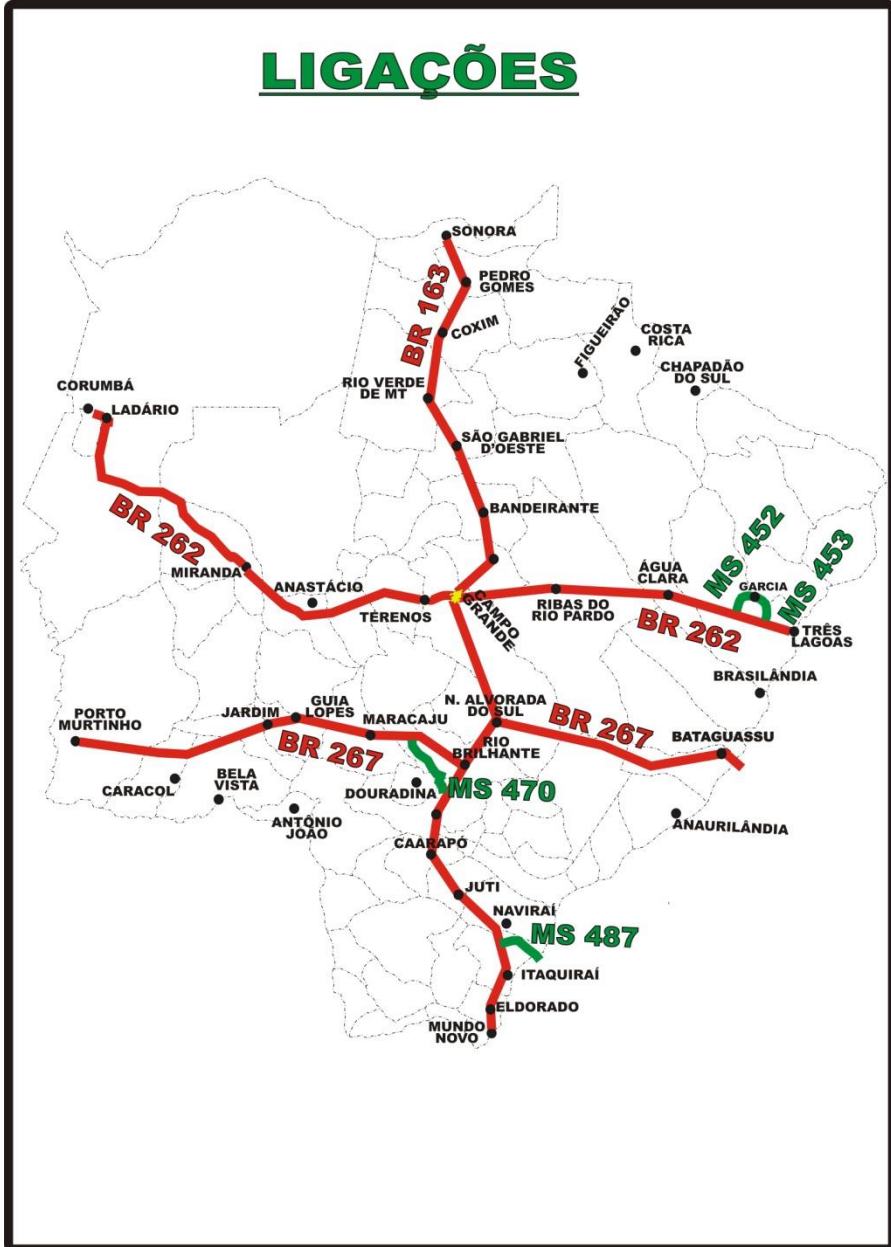 LIGAÇÕES
SONORA
PEDRO
GOMES
BR 163
COXIM
FIGUEIRÃO
COSTA
RICA
CHAPADÃO
DO SUL
RIO VERDE
DE MT
CORUMBÁ
LADÁRIO
SÃO GABRIEL
D'OESTE
BANDEIRANTE
BR 262
MIRANDA
ANASTÁCIO
TERENOS
CAMPO
GRANDE
RIBAS DO
RIO PARDO
ÁGUA
CLARA
BR 262
MS 452
GARCIA
MS 453
TRÊS
LAGOAS
BRASILÂNDIA
PORTO
MURTINHO
JARDIM
GUIA
LOPES
BR 267
MARACAJU
N. ALVORADA
DO SUL
RIO
BRILHANTE
BR 267
BATAGUASSU
CARACOL
BELA
VISTA
ANTÔNIO
JOÃO
DOURADINA
MS 470
ANAURILÂNDIA
CAARAPÓ
JUTI
NAVIRAÍ
MS 487
ITAQUIRAÍ
ELDORADO
MUNDO
NOVO